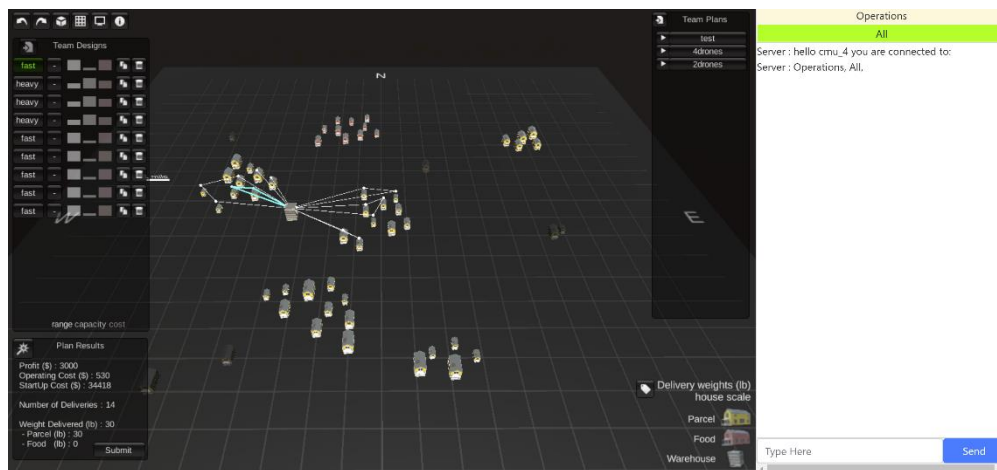 Team Designs
fast -
heavy -
heavy -
heavy -
fast -
fast -
fast -
fast -
fast -
range capacity cost
Plan Results
Profit ($) : 3000
Operating Cost ($) : 530
StartUp Cost ($) : 34418
Number of Deliveries : 14
Weight Delivered (lb) : 30
- Parcel (lb) : 30
- Food (lb) : 0
Submit
N
W
E
Team Plans
test
4drones
2drones
Delivery weights (lb)
house scale
Parcel
Food
Warehouse
Operations
All
Server : hello cmu_4 you are connected to:
Server : Operations, All,
Type Here
Send